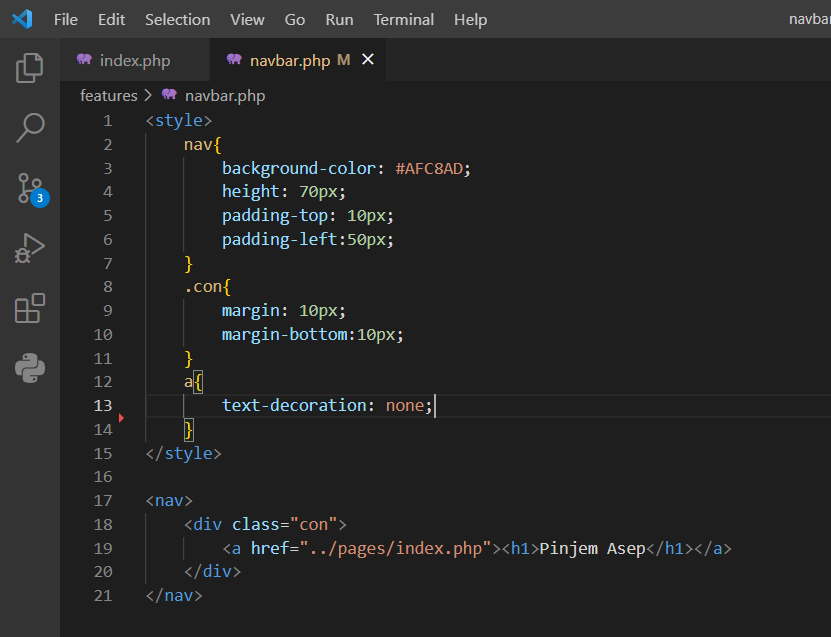 File Edit Selection View Go Run Terminal Help navbar
index.php navbar.php M
features > navbar.php
3
1 <style>
2 nav{
3 background-color: #AFC8AD;
4 height: 70px;
5 padding-top: 10px;
6 padding-left:50px;
7 }
8 .con{
9 margin: 10px;
10 margin-bottom:10px;
11 }
12 a{
13 text-decoration: none;
14 }
15 </style>
16
17 <nav>
18 <div class="con">
19 <a href="../pages/index.php"><h1>Pinjem Asep</h1></a>
20 </div>
21 </nav>